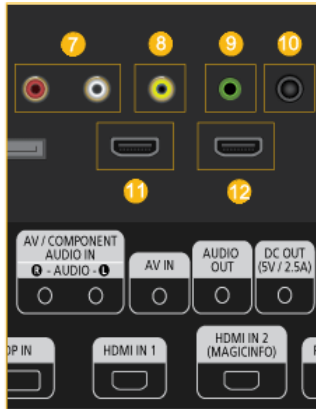 7 8 9 10
11 12
AV / COMPONENT
AUDIO IN
R - AUDIO - L
AV IN
AUDIO
OUT
DC OUT
(5V / 2.5A)
DP IN
HDMI IN 1
HDMI IN 2
(MAGICINFO)